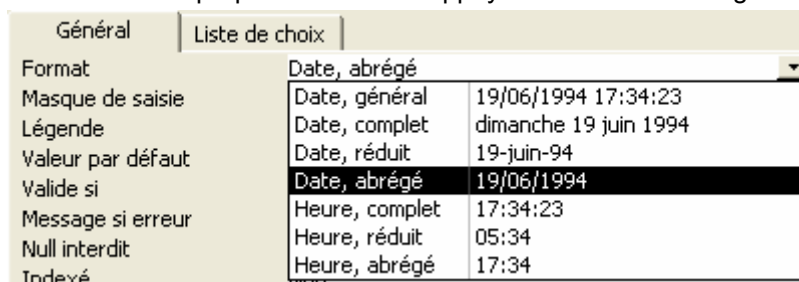 Général Liste de choix
Format Date, abrégé
Masque de saisie Date, général 19/06/1994 17:34:23
Légende Date, complet dimanche 19 juin 1994
Valeur par défaut Date, réduit 19-juin-94
Valide si Date, abrégé 19/06/1994
Message si erreur Heure, complet 17:34:23
Null interdit Heure, réduit 05:34
Indexé Heure, abrégé 17:34